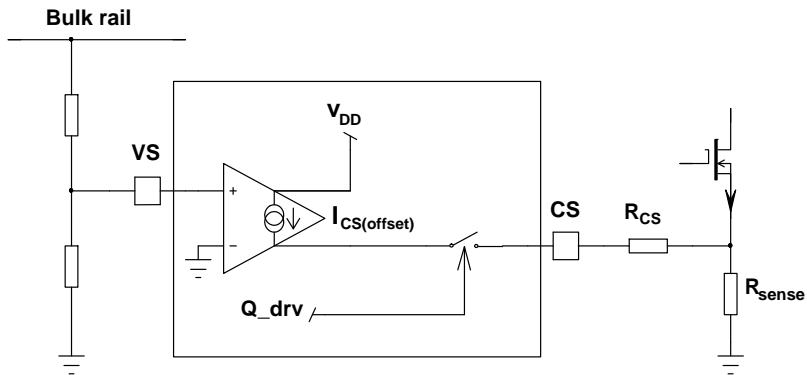 Bulk rail
VDD
VS
+
ICS(offset)
CS
RCS
−
Q_drv
Rsense